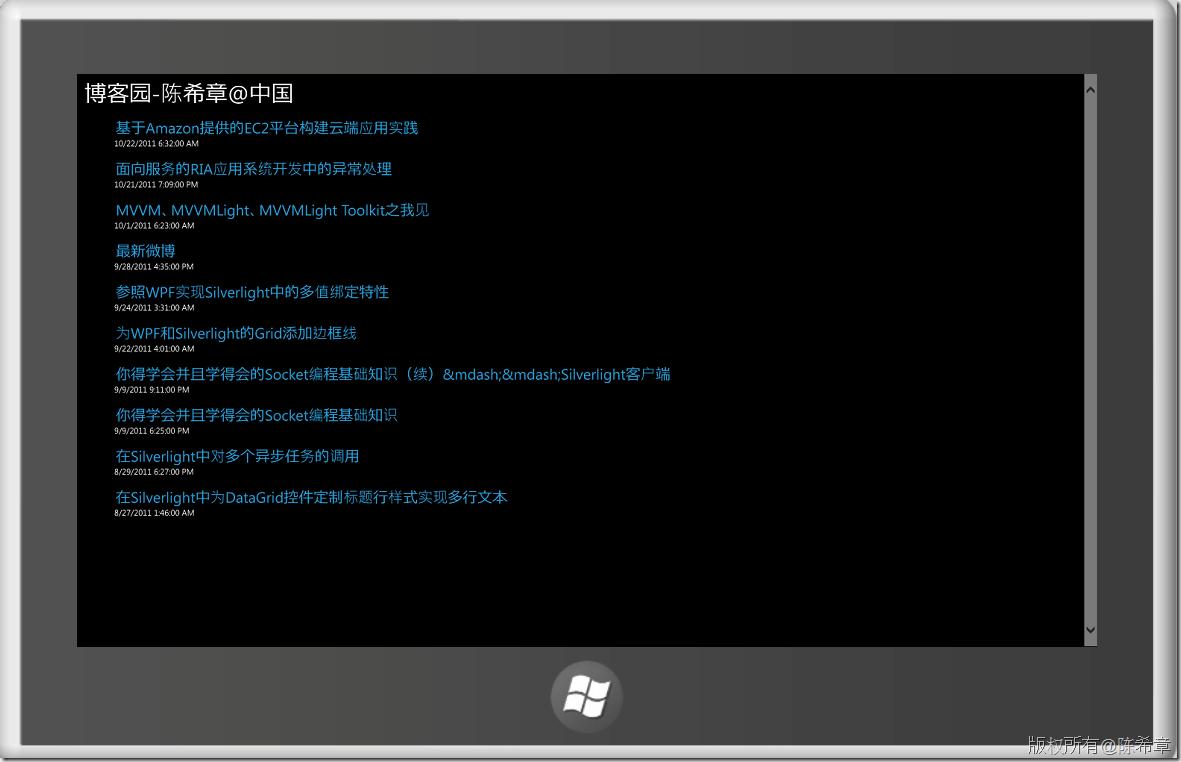 博客园-陈希章@中国
基于Amazon提供的EC2平台构建云端应用实践
10/22/2011 6:32:00 AM
面向服务的RIA应用系统开发中的异常处理
10/21/2011 7:09:00 PM
MVVM、MVVMLight、MVVMLight Toolkit之我见
10/1/2011 6:23:00 AM
最新微博
9/28/2011 4:35:00 PM
参照WPF实现Silverlight中的多值绑定特性
9/24/2011 3:31:00 AM
为WPF和Silverlight的Grid添加边框线
9/22/2011 4:01:00 AM
你得学会并且学得会的Socket编程基础知识（续）&mdash;&mdash;Silverlight客户端
9/9/2011 9:11:00 PM
你得学会并且学得会的Socket编程基础知识
9/9/2011 6:25:00 PM
在Silverlight中对多个异步任务的调用
8/29/2011 6:27:00 PM
在Silverlight中为DataGrid控件定制标题行样式实现多行文本
8/27/2011 1:46:00 AM
版权所有@陈希章